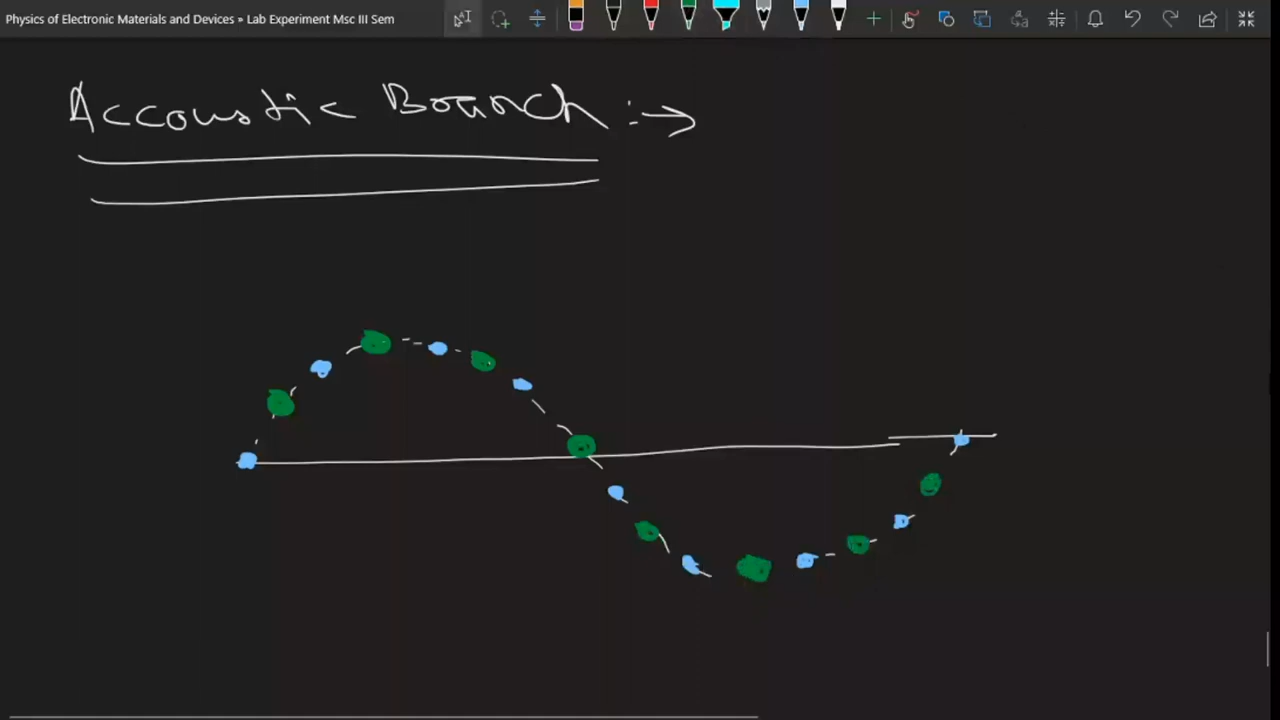 Physics of Electronic Materials and Devices » Lab Experiment Msc III Sem
Accoustic Branch :→